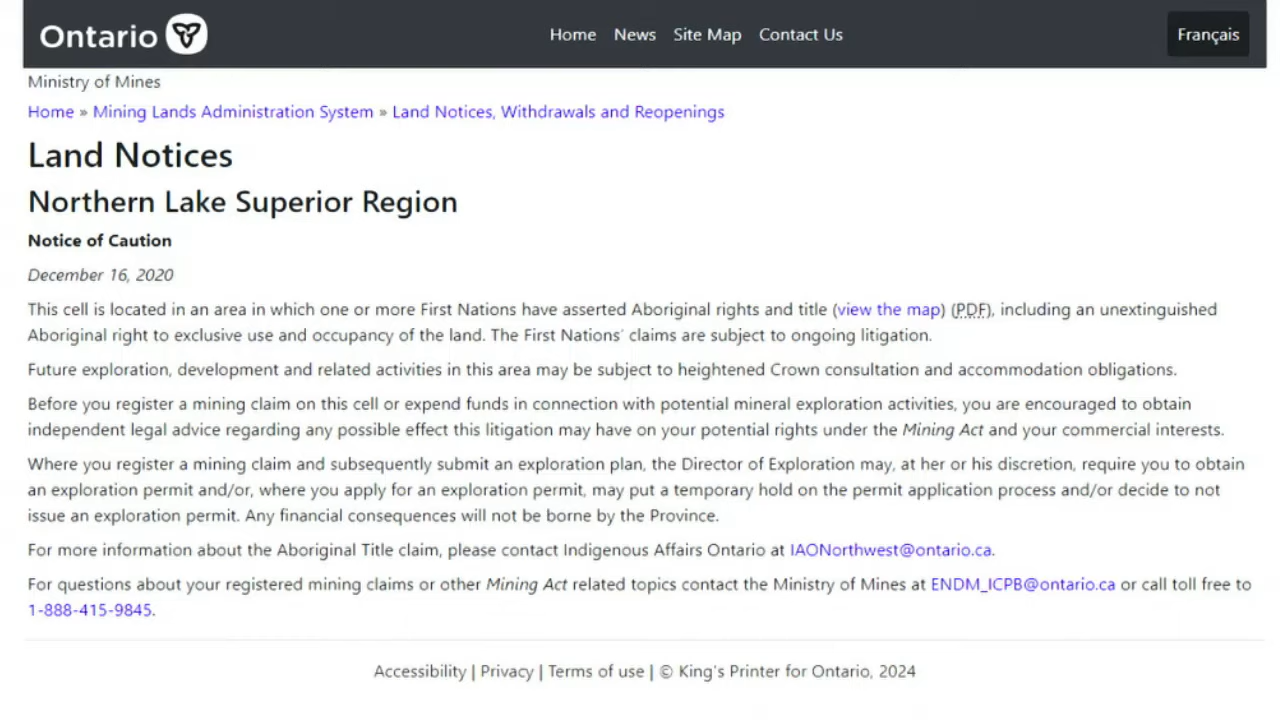 Ontario
Home News Site Map Contact Us
Français
Ministry of Mines
Home » Mining Lands Administration System » Land Notices, Withdrawals and Reopenings
Land Notices
Northern Lake Superior Region
Notice of Caution
December 16, 2020
This cell is located in an area in which one or more First Nations have asserted Aboriginal rights and title (view the map) (PDF), including an unextinguished
Aboriginal right to exclusive use and occupancy of the land. The First Nations' claims are subject to ongoing litigation.
Future exploration, development and related activities in this area may be subject to heightened Crown consultation and accommodation obligations.
Before you register a mining claim on this cell or expend funds in connection with potential mineral exploration activities, you are encouraged to obtain
independent legal advice regarding any possible effect this litigation may have on your potential rights under the Mining Act and your commercial interests.
Where you register a mining claim and subsequently submit an exploration plan, the Director of Exploration may, at her or his discretion, require you to obtain
an exploration permit and/or, where you apply for an exploration permit, may put a temporary hold on the permit application process and/or decide to not
issue an exploration permit. Any financial consequences will not be borne by the Province.
For more information about the Aboriginal Title claim, please contact Indigenous Affairs Ontario at IAONorthwest@ontario.ca.
For questions about your registered mining claims or other Mining Act related topics contact the Ministry of Mines at ENDM_ICPB@ontario.ca or call toll free to
1-888-415-9845.
Accessibility | Privacy | Terms of use | © King's Printer for Ontario, 2024